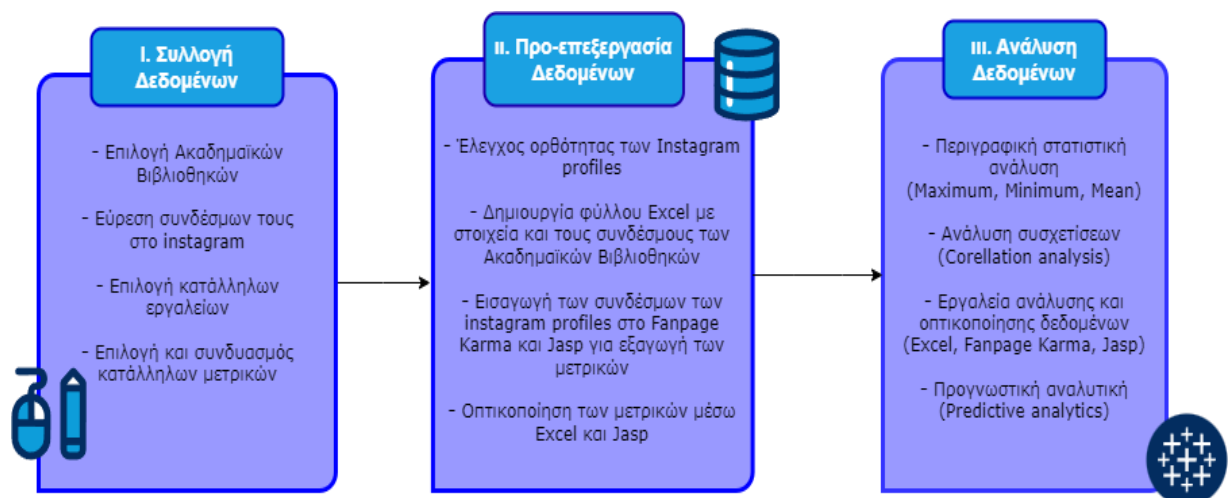 Ι. Συλλογή
Δεδομένων
- Επιλογή Ακαδημαϊκών
Βιβλιοθηκών
- Εύρεση συνδέσμων τους
στο instagram
- Επιλογή κατάλληλων
εργαλείων
- Επιλογή και συνδυασμός
κατάλληλων μετρικών
ιι. Προ-επεξεργασία
Δεδομένων
- Έλεγχος ορθότητας των Instagram
profiles
- Δημιουργία φύλλου Excel με
στοιχεία και τους συνδέσμους των
Ακαδημαϊκών Βιβλιοθηκών
- Εισαγωγή των συνδέσμων των
instagram profiles στο Fanpage
Karma και Jasp για εξαγωγή των
μετρικών
- Οπτικοποίηση των μετρικών μέσω
Excel και Jasp
ιιι. Ανάλυση
Δεδομένων
- Περιγραφική στατιστική
ανάλυση
(Maximum, Minimum, Mean)
- Ανάλυση συσχετίσεων
(Corellation analysis)
- Εργαλεία ανάλυσης και
οπτικοποίησης δεδομένων
(Excel, Fanpage Karma, Jasp)
- Προγνωστική αναλυτική
(Predictive analytics)